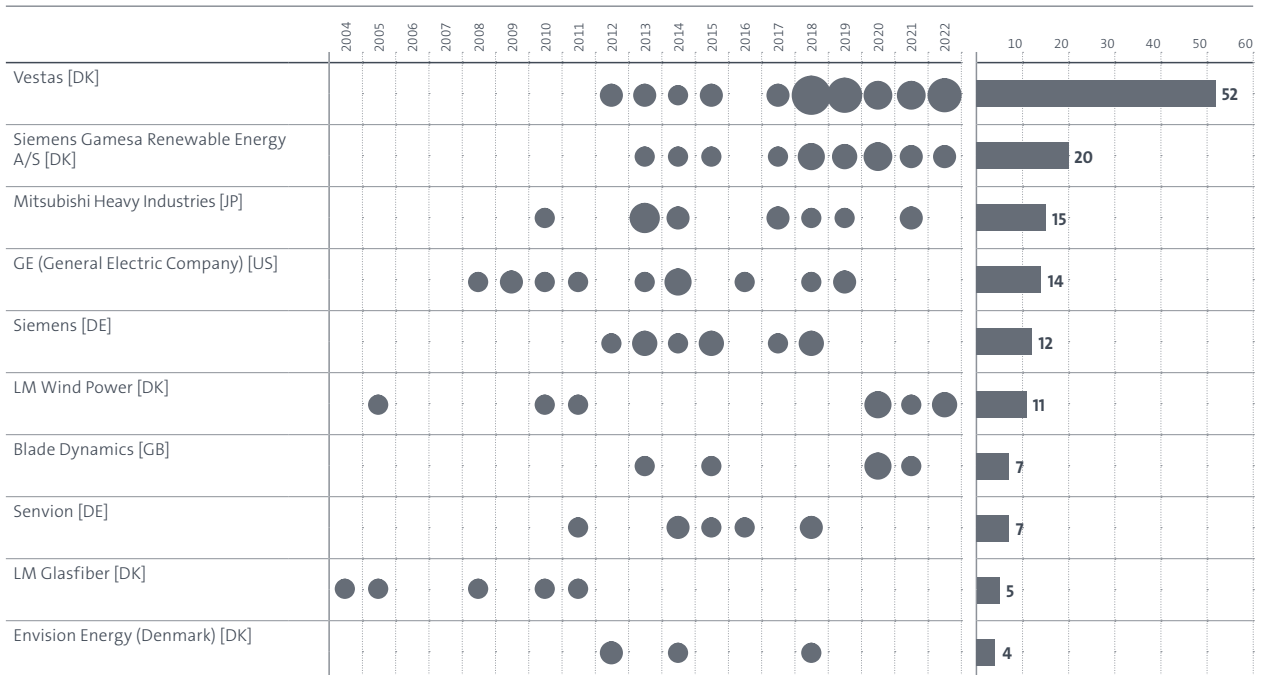 2004 2005 2006 2007 2008 2009 2010 2011 2012 2013 2014 2015 2016 2017 2018 2019 2020 2021 2022 10 20 30 40 50 60
Vestas [DK]
52
Siemens Gamesa Renewable Energy
A/S [DK]
20
Mitsubishi Heavy Industries [JP]
15
GE (General Electric Company) [US]
14
Siemens [DE]
12
LM Wind Power [DK]
11
Blade Dynamics [GB]
7
Senvion [DE]
7
LM Glasfiber [DK]
5
Envision Energy (Denmark) [DK]
4